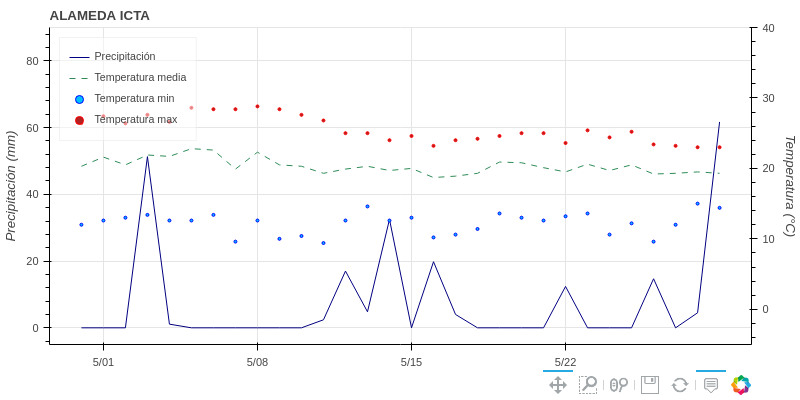 ALAMEDA ICTA
Precipitación
Temperatura media
Temperatura min
Temperatura max
Precipitación (mm)
80
60
40
20
0
Temperatura (°C)
40
30
20
10
0
5/01
5/08
5/15
5/22